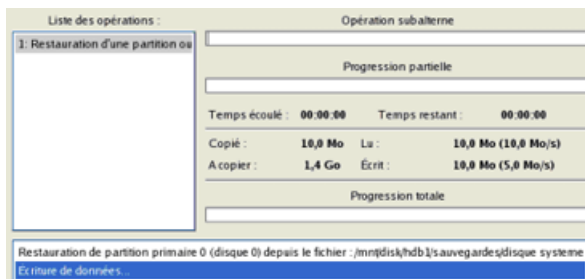 Liste des opérations :
1: Restauration d'une partition ou
Opération subalterne
Progression partielle
Temps écoulé : 00:00:00 Temps restant : 00:00:00
Copié : 10,0 Mo Lu : 10,0 Mo (10,0 Mo/s)
A copier : 1,4 Go Écrit : 10,0 Mo (5,0 Mo/s)
Progression totale
Restauration de partition primaire 0 (disque 0) depuis le fichier : /mnt/disk/hdb1/sauvegardes/disque systeme
Ecriture de données...